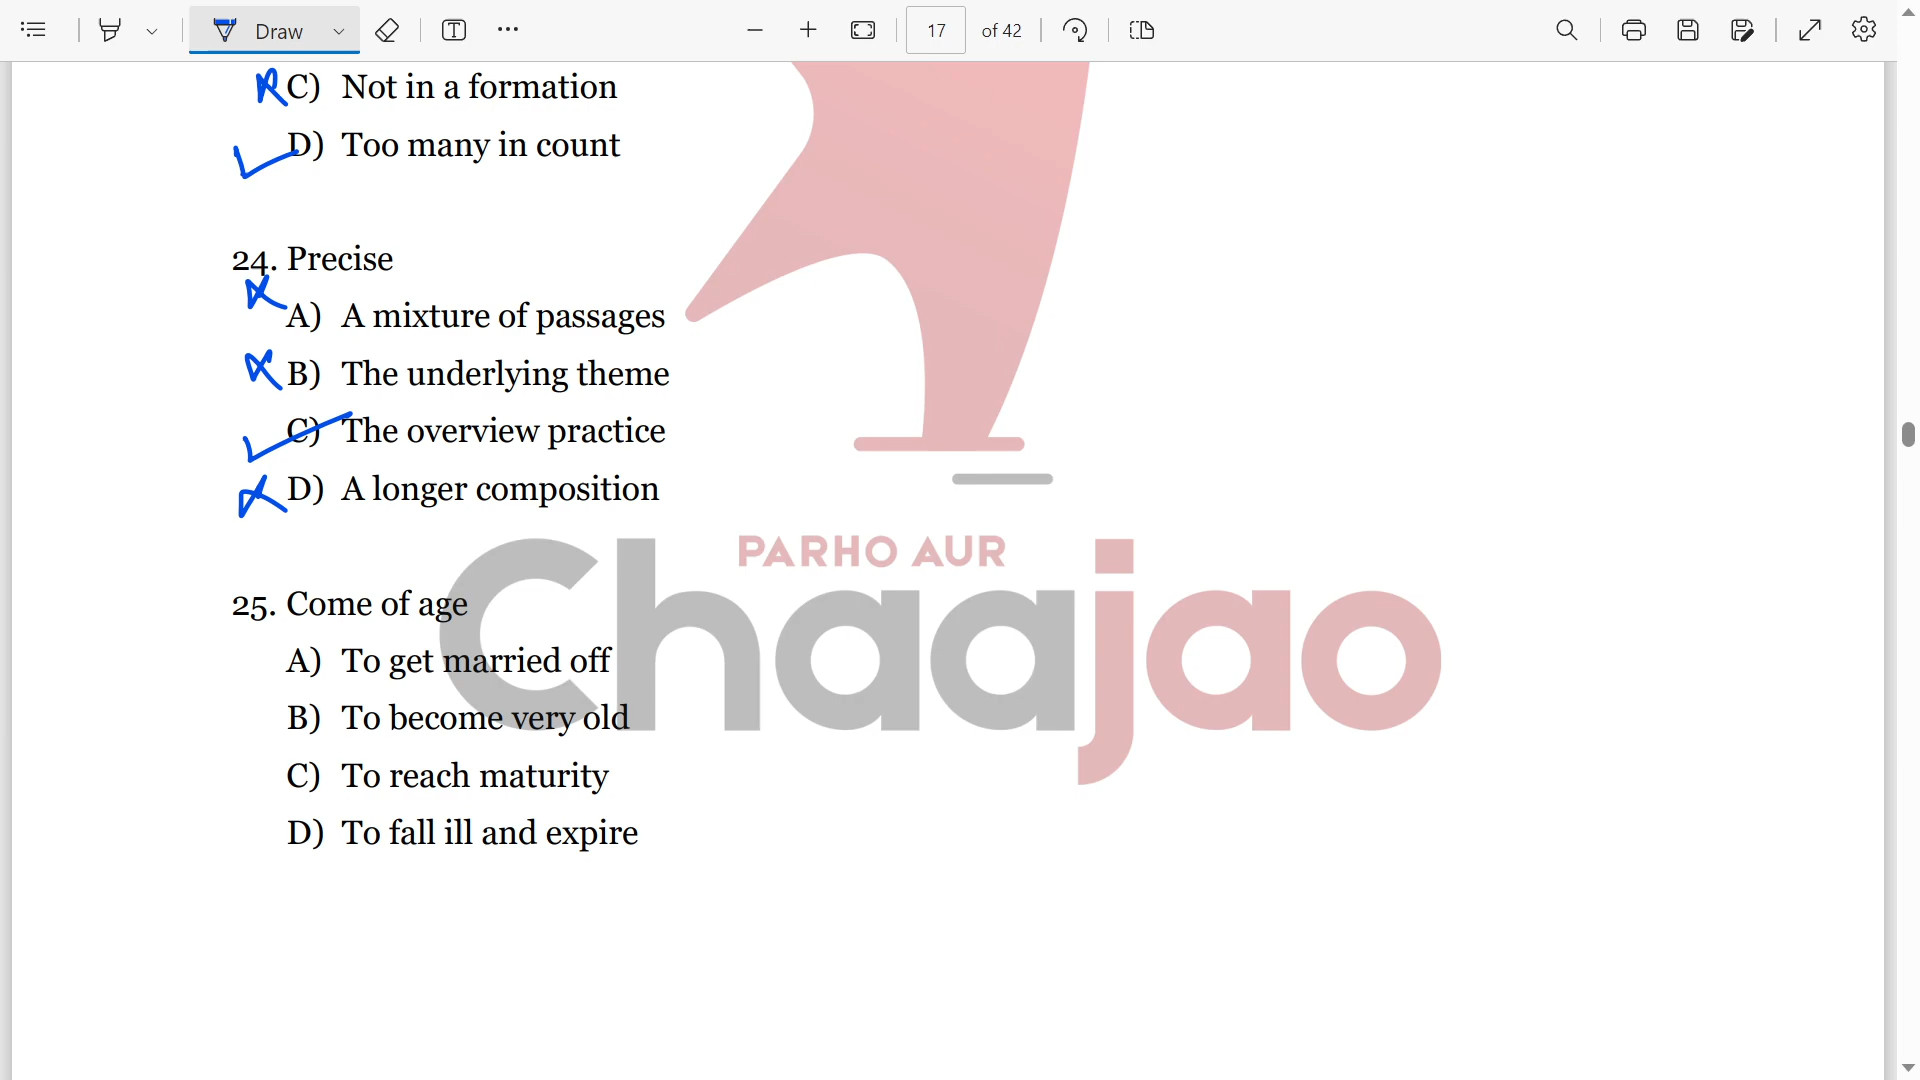 Draw
17 of 42
C) Not in a formation
D) Too many in count
24. Precise
A) A mixture of passages
B) The underlying theme
C) The overview practice
D) A longer composition
PARHO AUR
Chaajao
25. Come of age
A) To get married off
B) To become very old
C) To reach maturity
D) To fall ill and expire